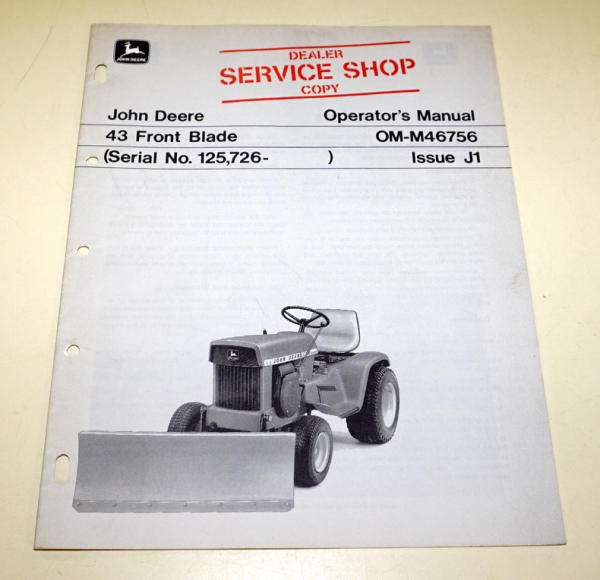 JOHN DEERE
DEALER
SERVICE SHOP
COPY
John Deere Operator's Manual
43 Front Blade OM-M46756
(Serial No. 125,726- ) Issue J1
JOHN DEERE